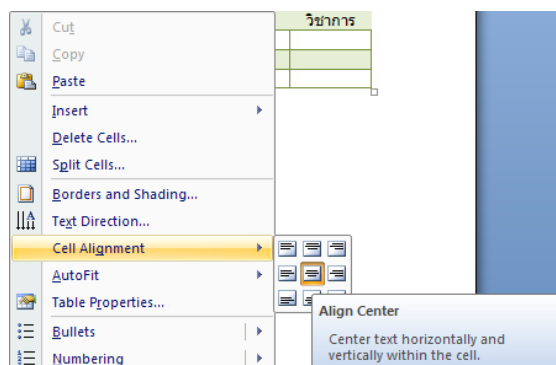 วิชาการ
Cut
Copy
Paste
Insert
Delete Cells...
Split Cells...
Borders and Shading...
Text Direction...
Cell Alignment
AutoFit
Table Properties...
Bullets
Numbering
Align Center
Center text horizontally and
vertically within the cell.